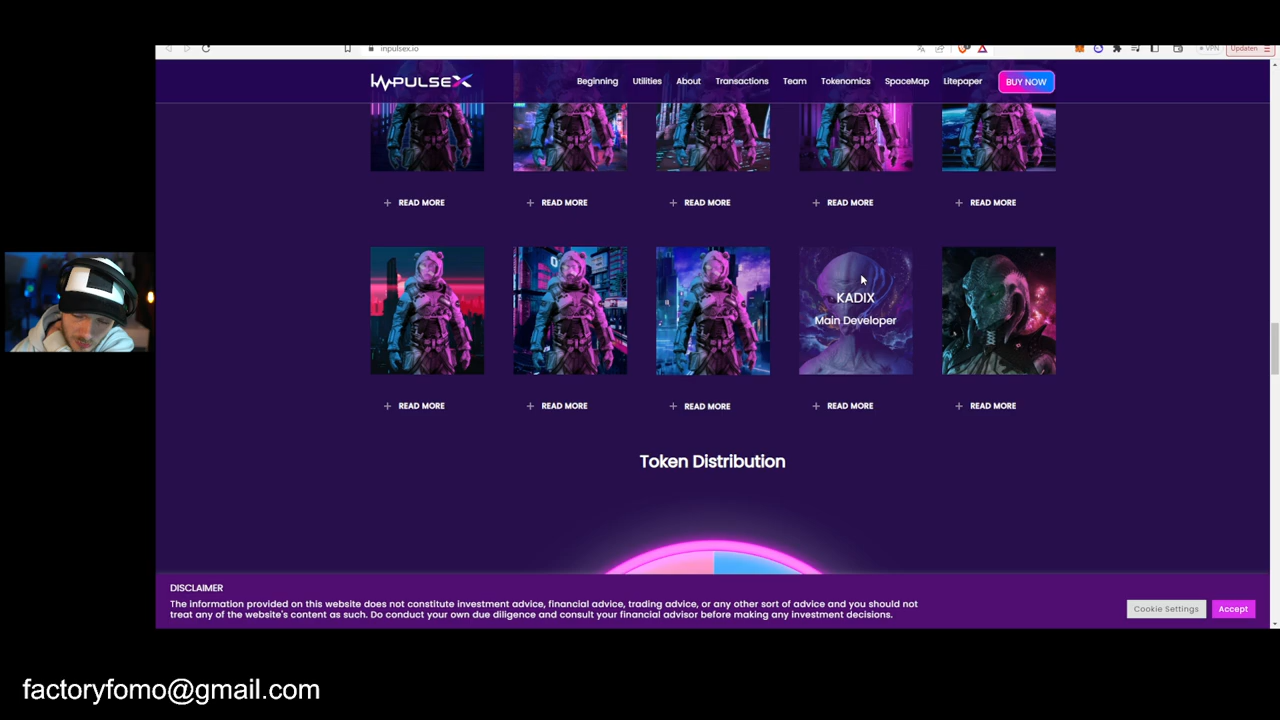 inpulsex.io
VPN
Updaten
INPULSEX
Beginning
Utilities
About
Transactions
Team
Tokenomics
SpaceMap
Litepaper
BUY NOW
READ MORE
READ MORE
READ MORE
READ MORE
READ MORE
KADIX
Main Developer
READ MORE
READ MORE
READ MORE
READ MORE
READ MORE
Token Distribution
DISCLAIMER
The information provided on this website does not constitute investment advice, financial advice, trading advice, or any other sort of advice and you should not
treat any of the website's content as such. Do conduct your own due diligence and consult your financial advisor before making any investment decisions.
Cookie Settings
Accept
factoryfomo@gmail.com